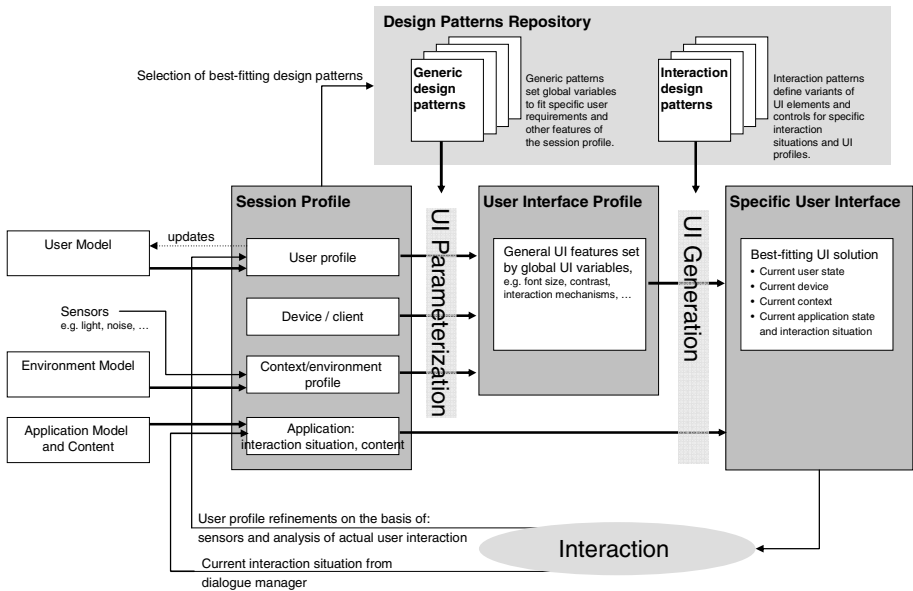 Design Patterns Repository
Selection of best-fitting design patterns
Generic
design
patterns
Generic patterns
set global variables
to fit specific user
requirements and
other features of
the session profile.
Interaction
design
patterns
Interaction patterns
define variants of
UI elements and
controls for specific
interaction
situations and UI
profiles.
Session Profile
User Interface Profile
Specific User Interface
UI Parameterization
UI Generation
User Model
updates
User profile
Sensors
e.g. light, noise, ...
Device / client
Environment Model
Context/environment
profile
Application Model
and Content
Application:
interaction situation, content
General UI features set
by global UI variables,
e.g. font size, contrast,
interaction mechanisms, ...
Best-fitting UI solution
• Current user state
• Current device
• Current context
• Current application state
and interaction situation
User profile refinements on the basis of:
sensors and analysis of actual user interaction
Interaction
Current interaction situation from
dialogue manager